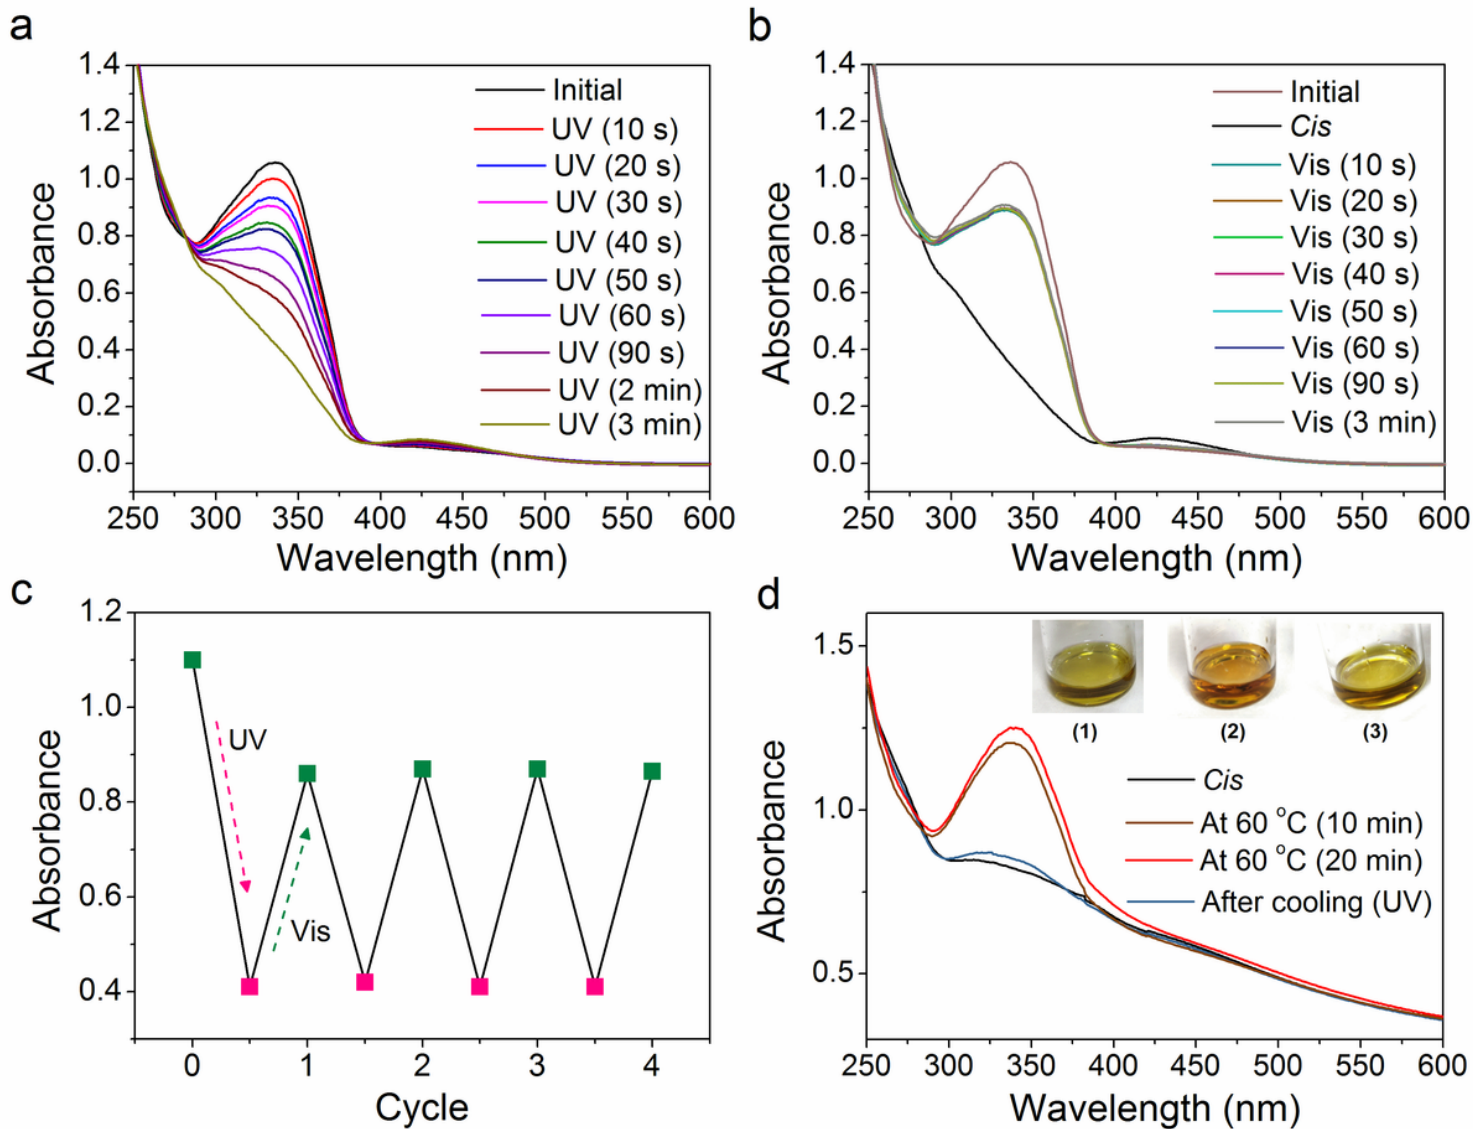 a
1.4
1.2
1.0
0.8
0.6
0.4
0.2
0.0
Absorbance
Initial
UV (10 s)
UV (20 s)
UV (30 s)
UV (40 s)
UV (50 s)
UV (60 s)
UV (90 s)
UV (2 min)
UV (3 min)
250 300 350 400 450 500 550 600
Wavelength (nm)
b
1.4
1.2
1.0
0.8
0.6
0.4
0.2
0.0
Absorbance
Initial
Cis
Vis (10 s)
Vis (20 s)
Vis (30 s)
Vis (40 s)
Vis (50 s)
Vis (60 s)
Vis (90 s)
Vis (3 min)
250 300 350 400 450 500 550 600
Wavelength (nm)
c
1.2
1.0
0.8
0.6
0.4
Absorbance
UV
Vis
0 1 2 3 4
Cycle
d
1.5
1.0
0.5
Absorbance
(1) (2) (3)
Cis
At 60 °C (10 min)
At 60 °C (20 min)
After cooling (UV)
250 300 350 400 450 500 550 600
Wavelength (nm)